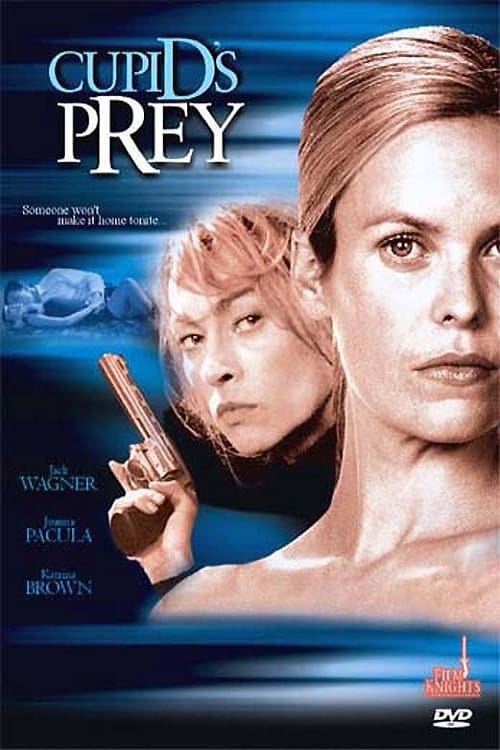 CUPID'S
PREY
Someone won't
make it home tonite...
Jack
WAGNER
Joanna
PACULA
Katrina
BROWN
FILM
KNIGHTS
DVD